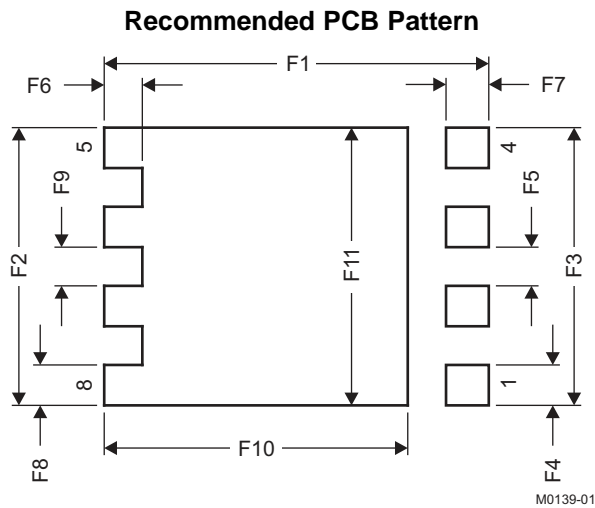 Recommended PCB Pattern
F1
F6
F7
5
4
F9
F5
F2
F11
F3
8
1
F10
F8
F4
M0139-01